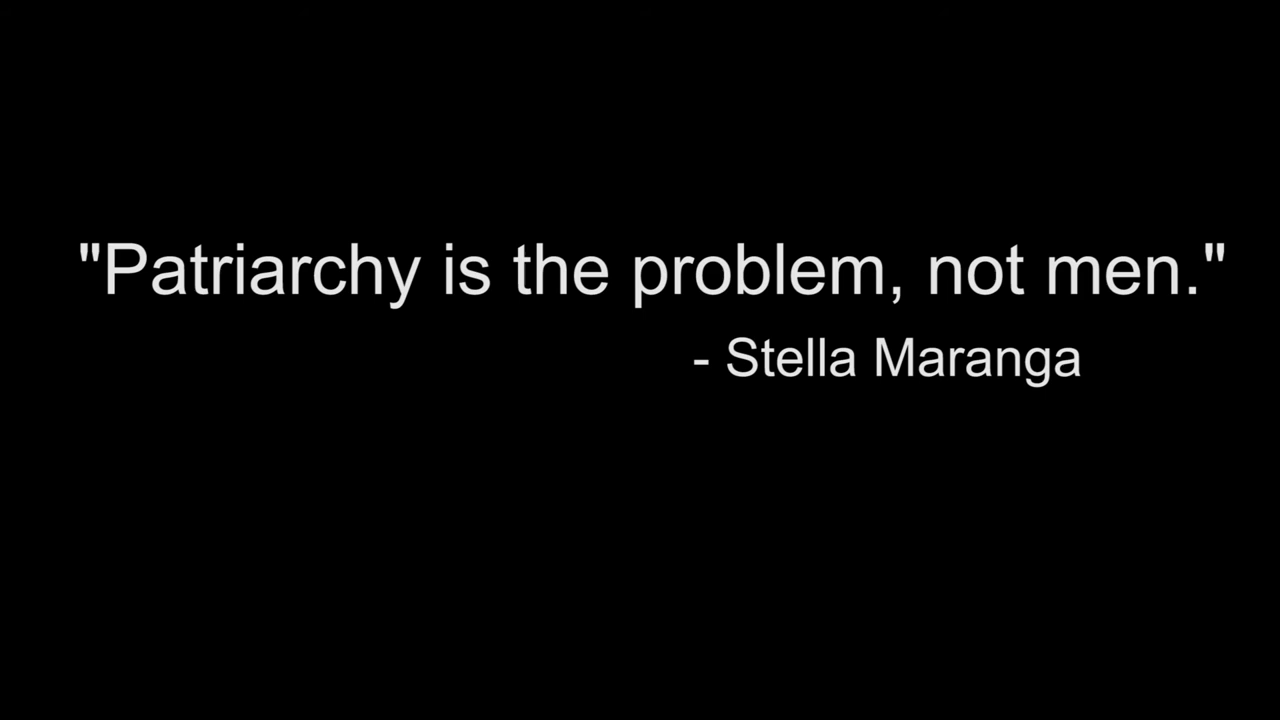 "Patriarchy is the problem, not men."
- Stella Maranga